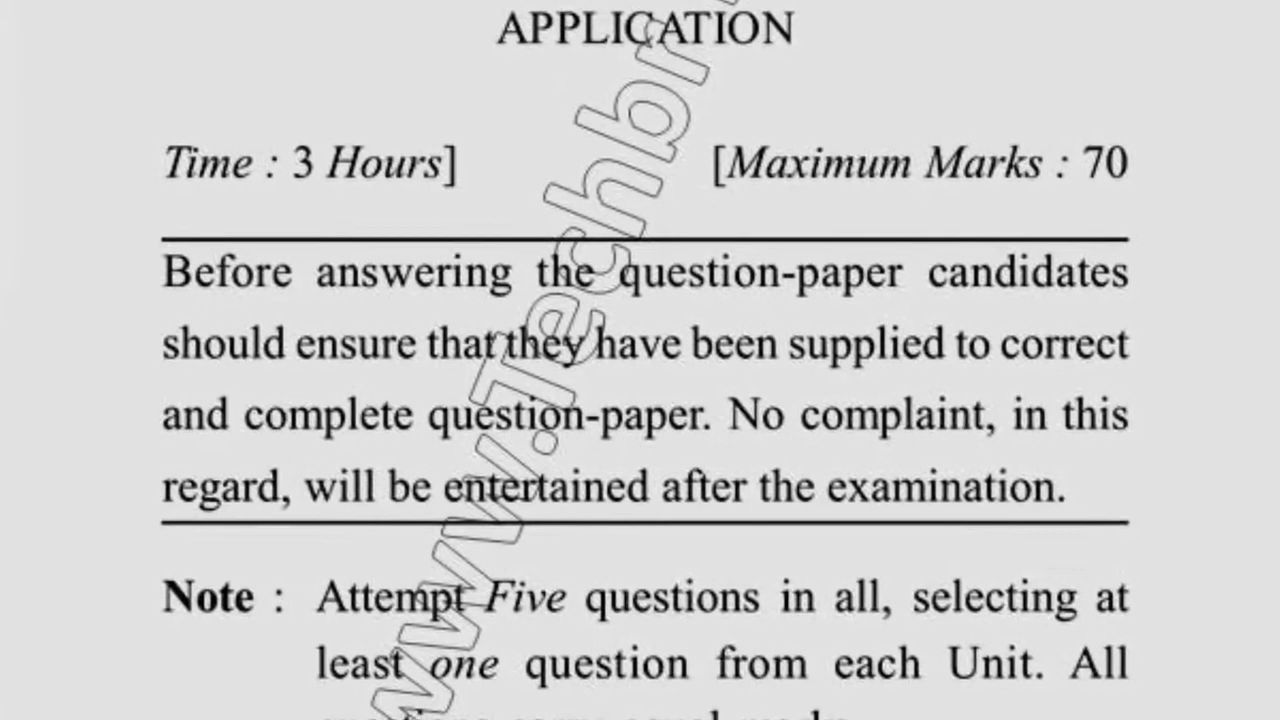 APPLICATION
Time : 3 Hours] [Maximum Marks : 70
Before answering the question-paper candidates
should ensure that they have been supplied to correct
and complete question-paper. No complaint, in this
regard, will be entertained after the examination.
Note : Attempt Five questions in all, selecting at
least one question from each Unit. All
www.Techbr